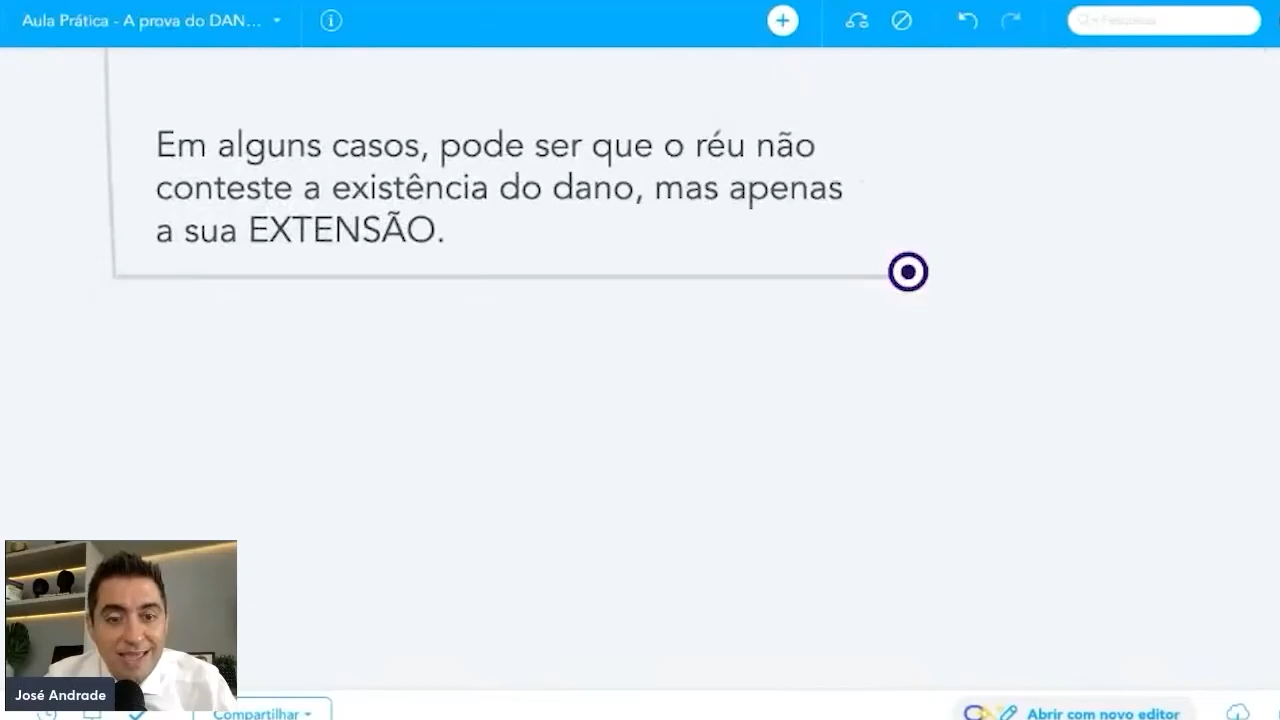 Aula Prática - A prova do DAN...
Pesquisas
Em alguns casos, pode ser que o réu não
conteste a existência do dano, mas apenas
a sua EXTENSÃO.
José Andrade
Compartilhar
Abrir com novo editor